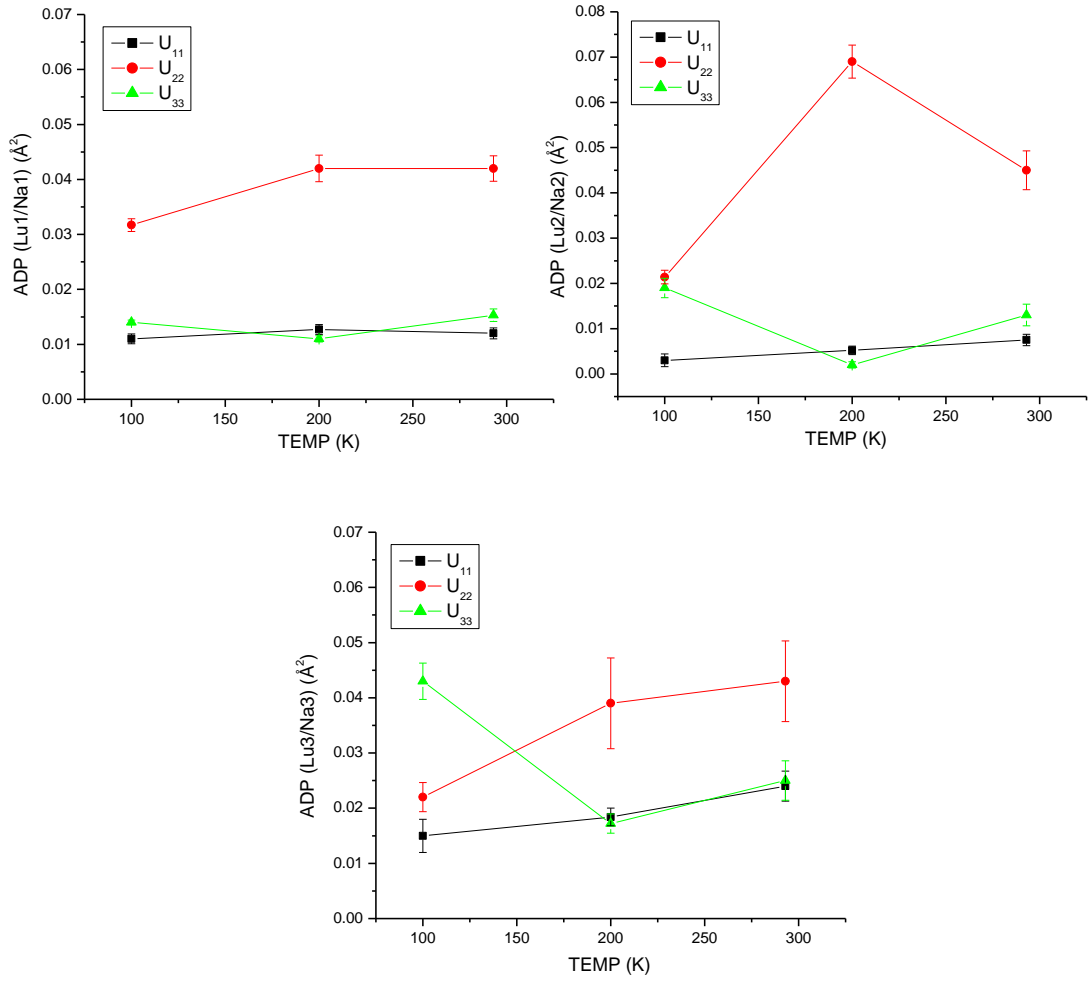 0.07
0.06
0.05
0.04
0.03
0.02
0.01
0.00
ADP (Lu1/Na1) (Å²)
U₁₁
U₂₂
U₃₃
100 150 200 250 300
TEMP (K)
0.08
0.07
0.06
0.05
0.04
0.03
0.02
0.01
0.00
ADP (Lu2/Na2) (Å²)
U₁₁
U₂₂
U₃₃
100 150 200 250 300
TEMP (K)
0.07
0.06
0.05
0.04
0.03
0.02
0.01
0.00
ADP (Lu3/Na3) (Å²)
U₁₁
U₂₂
U₃₃
100 150 200 250 300
TEMP (K)